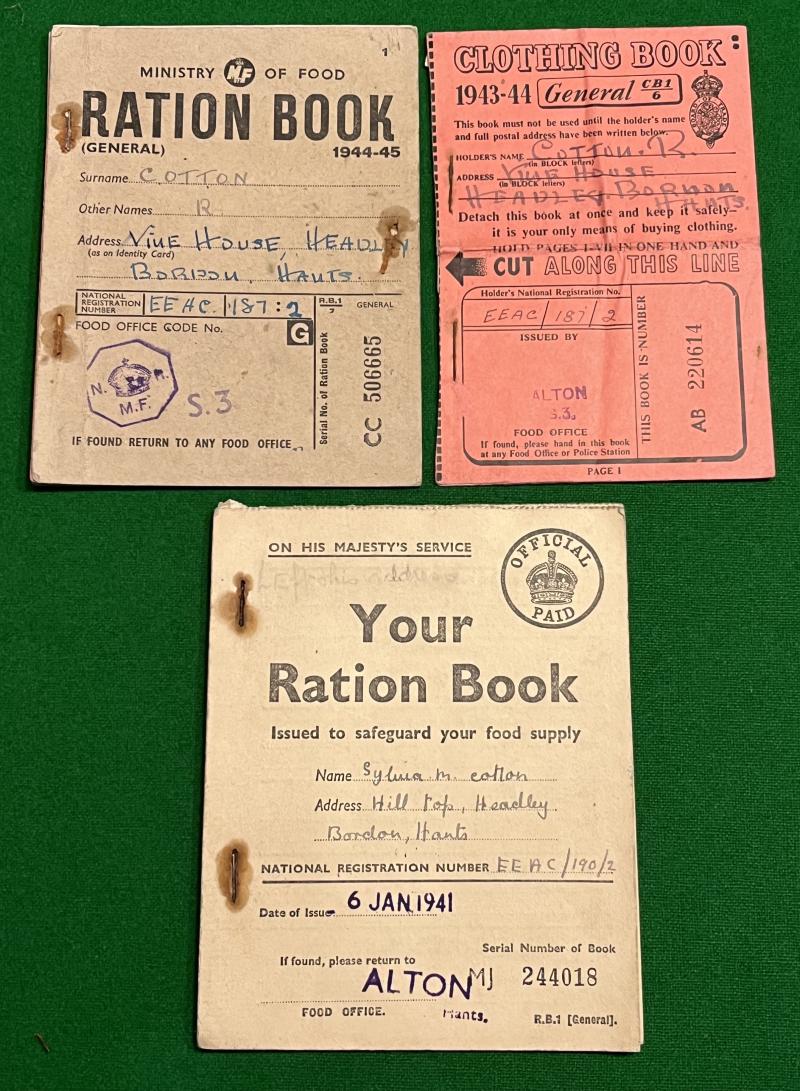 1
MINISTRY MF OF FOOD
RATION BOOK
(GENERAL) 1944-45
Surname COTTON
Other Names R
Address VINE HOUSE, HEADLEY
(as on Identity Card)
BORDON, HANTS.
NATIONAL REGISTRATION NUMBER EEAC. 187:2
R.B.1 7 GENERAL
FOOD OFFICE CODE No. G
Serial No. of Ration Book
CC 506665
N. R.
M.F. S.3
IF FOUND RETURN TO ANY FOOD OFFICE
CLOTHING BOOK
1943-44 General CB1/6
This book must not be used until the holder's name
and full postal address have been written below.
HOLDER'S NAME COTTON. R.
(in BLOCK letters)
ADDRESS VINE HOUSE
(in BLOCK letters)
HEADLEY BORDON
HANTS.
Detach this book at once and keep it safely—
it is your only means of buying clothing.
HOLD PAGES I-VII IN ONE HAND AND
CUT ALONG THIS LINE
Holder's National Registration No.
EEAC/187/2
ISSUED BY
ALTON
S.3.
FOOD OFFICE
If found, please hand in this book
at any Food Office or Police Station
THIS BOOK IS NUMBER
AB 220614
PAGE I
ON HIS MAJESTY'S SERVICE
OFFICIAL PAID
Your
Ration Book
Issued to safeguard your food supply
Name Sylvia m. cotton
Address Hill top, Headley
Bordon, Hants
NATIONAL REGISTRATION NUMBER EEAC/190/2
Date of Issue 6 JAN 1941
Serial Number of Book
If found, please return to
ALTON MJ 244018
FOOD OFFICE. Hants. R.B.1 [General].